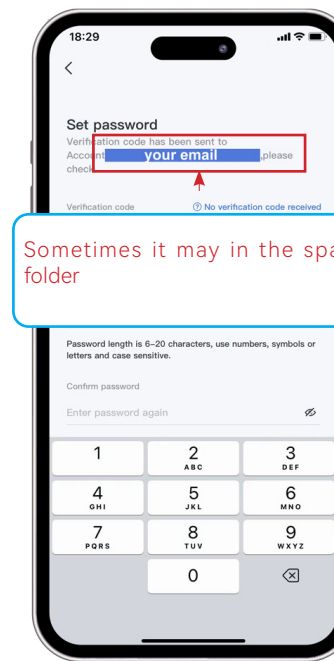 18:29
Set password
Verification code has been sent to
Account your email ,please
check
Verification code No verification code received
Sometimes it may in the spa
folder
Password length is 6–20 characters, use numbers, symbols or
letters and case sensitive.
Confirm password
Enter password again
1 2 3
ABC DEF
4 5 6
GHI JKL MNO
7 8 9
PQRS TUV WXYZ
0